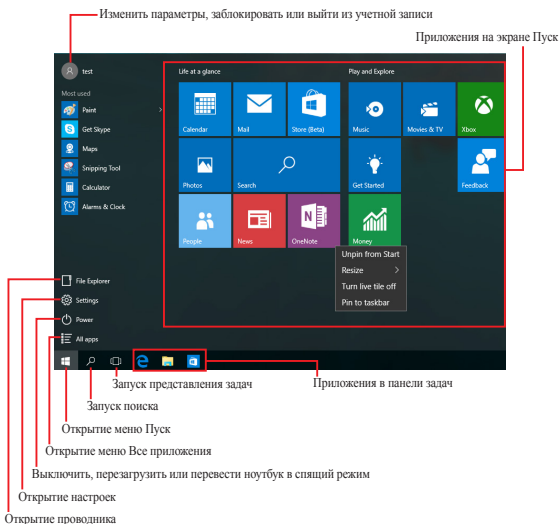 Изменить параметры, заблокировать или выйти из учетной записи
Приложения на экране Пуск
test
Life at a glance
Play and Explore
Most used
Paint
Get Skype
Maps
Snipping Tool
Calculator
Alarms & Clock
Calendar
Mail
Store (Beta)
Music
Movies & TV
Xbox
Photos
Search
Get Started
Feedback
People
News
OneNote
Money
Unpin from Start
Resize
Turn live tile off
Pin to taskbar
File Explorer
Settings
Power
All apps
Запуск представления задач
Приложения в панели задач
Запуск поиска
Открытие меню Пуск
Открытие меню Все приложения
Выключить, перезагрузить или перевести ноутбук в спящий режим
Открытие настроек
Открытие проводника